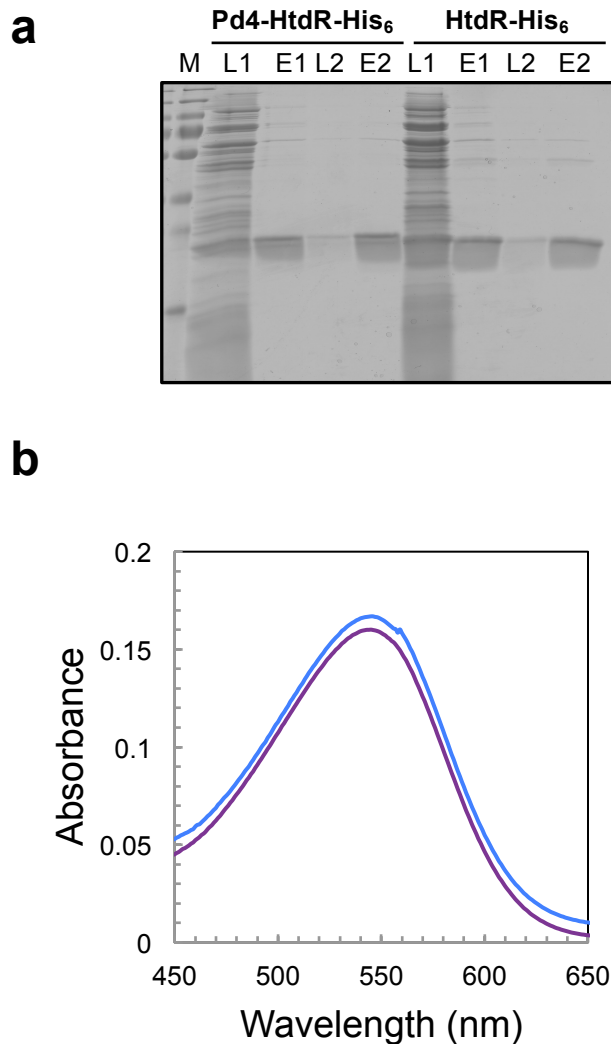 a
Pd4-HtdR-His₆ HtdR-His₆
M L1 E1 L2 E2 L1 E1 L2 E2
b
0.2
0.15
0.1
0.05
0
Absorbance
450 500 550 600 650
Wavelength (nm)